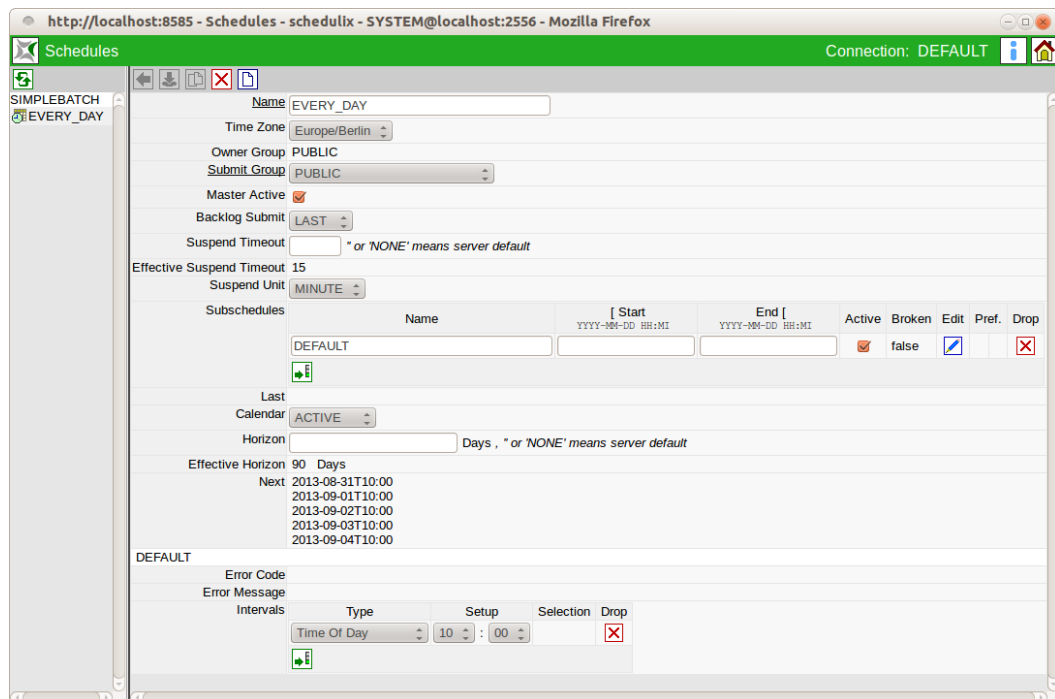 http://localhost:8585 - Schedules - schedulix - SYSTEM@localhost:2556 - Mozilla Firefox
Schedules
Connection: DEFAULT
SIMPLEBATCH
EVERY_DAY
Name EVERY_DAY
Time Zone Europe/Berlin
Owner Group PUBLIC
Submit Group PUBLIC
Master Active
Backlog Submit LAST
Suspend Timeout '' or 'NONE' means server default
Effective Suspend Timeout 15
Suspend Unit MINUTE
Subschedules
Name [ Start End [ Active Broken Edit Pref. Drop
YYYY-MM-DD HH:MI YYYY-MM-DD HH:MI
DEFAULT false
Last
Calendar ACTIVE
Horizon Days , '' or 'NONE' means server default
Effective Horizon 90 Days
Next 2013-08-31T10:00
2013-09-01T10:00
2013-09-02T10:00
2013-09-03T10:00
2013-09-04T10:00
DEFAULT
Error Code
Error Message
Intervals Type Setup Selection Drop
Time Of Day 10 : 00